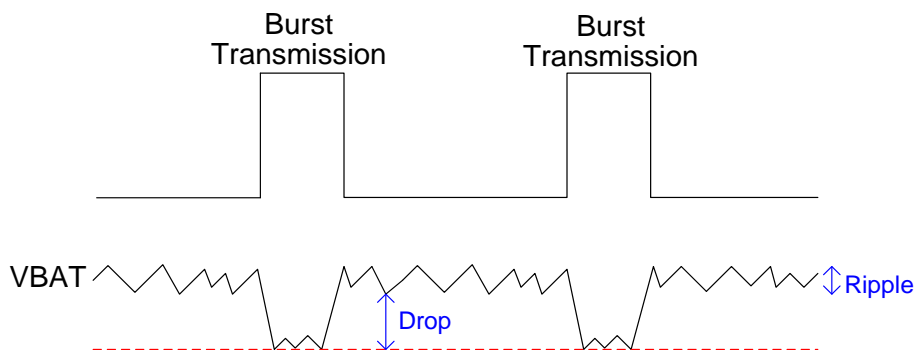 Burst
Transmission
Burst
Transmission
VBAT
Ripple
Drop